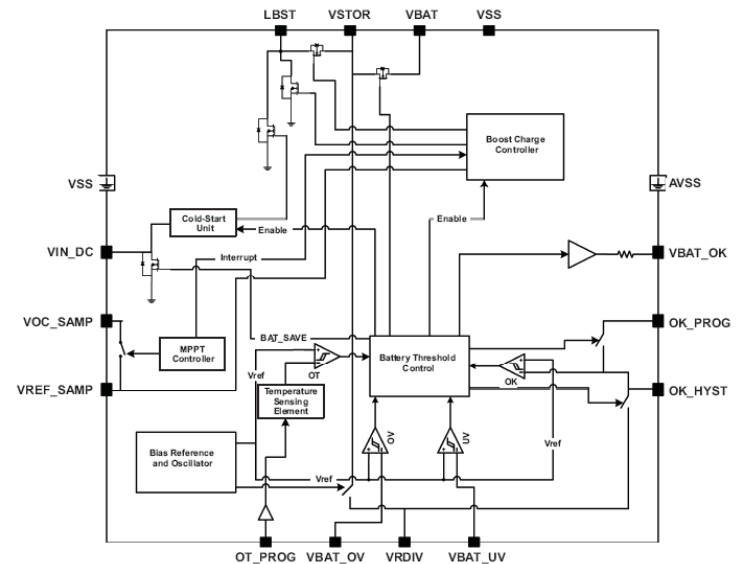 LBST
VSTOR
VBAT
VSS
Boost Charge
Controller
VSS
AVSS
Cold-Start
Unit
Enable
Enable
VIN_DC
Interrupt
VBAT_OK
VOC_SAMP
OK_PROG
BAT_SAVE
MPPT
Controller
Vref
OT
Battery Threshold
Control
OK
VREF_SAMP
OK_HYST
Temperature
Sensing
Element
OV
UV
Vref
Bias Reference
and Oscillator
Vref
OT_PROG
VBAT_OV
VRDIV
VBAT_UV